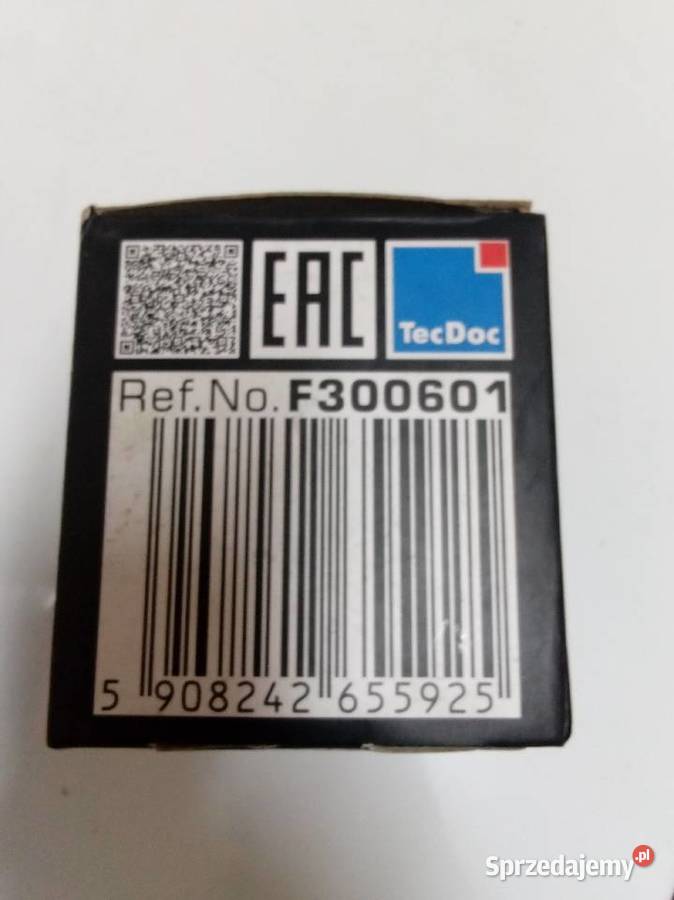 EAC
TecDoc
Ref.No. F300601
5 908242 655925
Sprzedajemy.pl